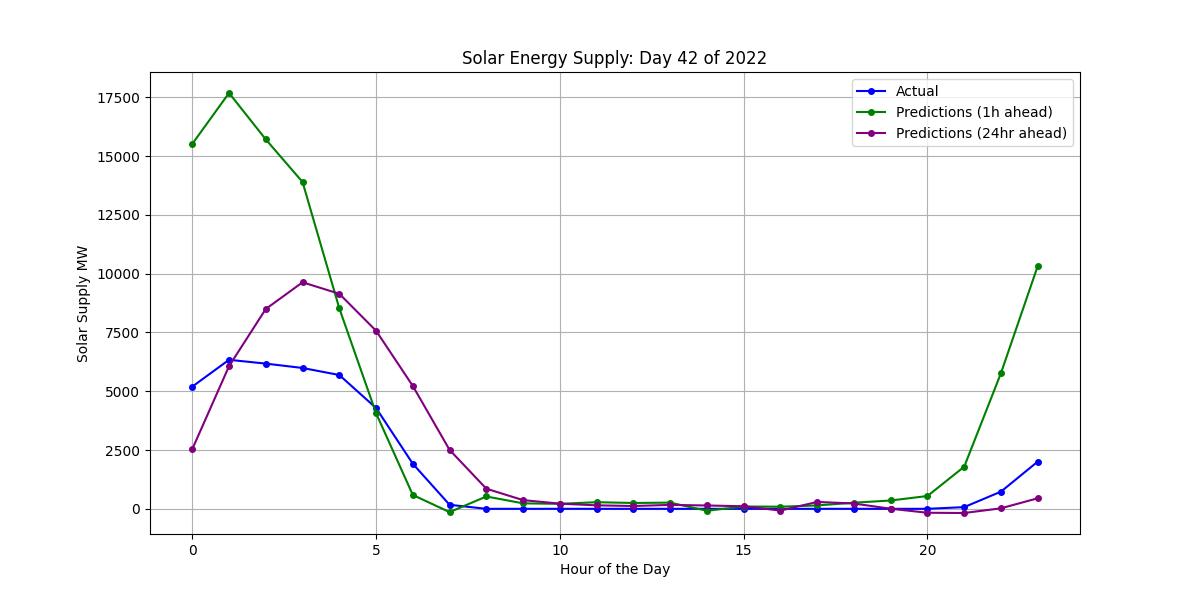 Solar Energy Supply: Day 42 of 2022
Actual
Predictions (1h ahead)
Predictions (24hr ahead)
17500
15000
12500
10000
7500
5000
2500
0
Solar Supply MW
0 5 10 15 20
Hour of the Day